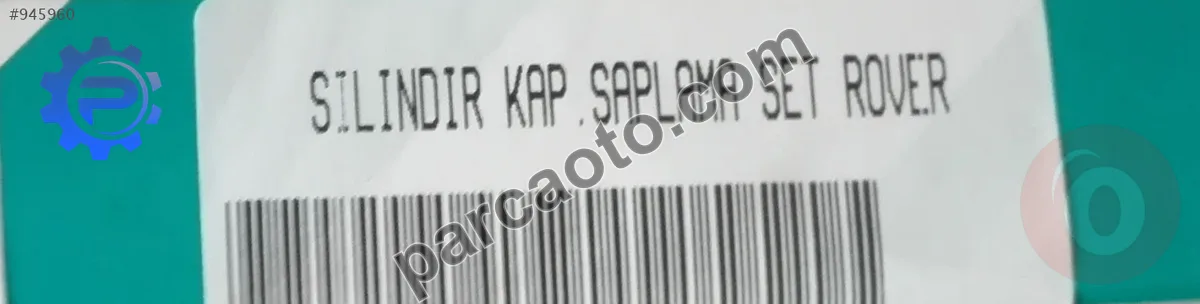 #945960
SILINDIR KAP.SAPLAMA SET ROVER
parcaoto.com